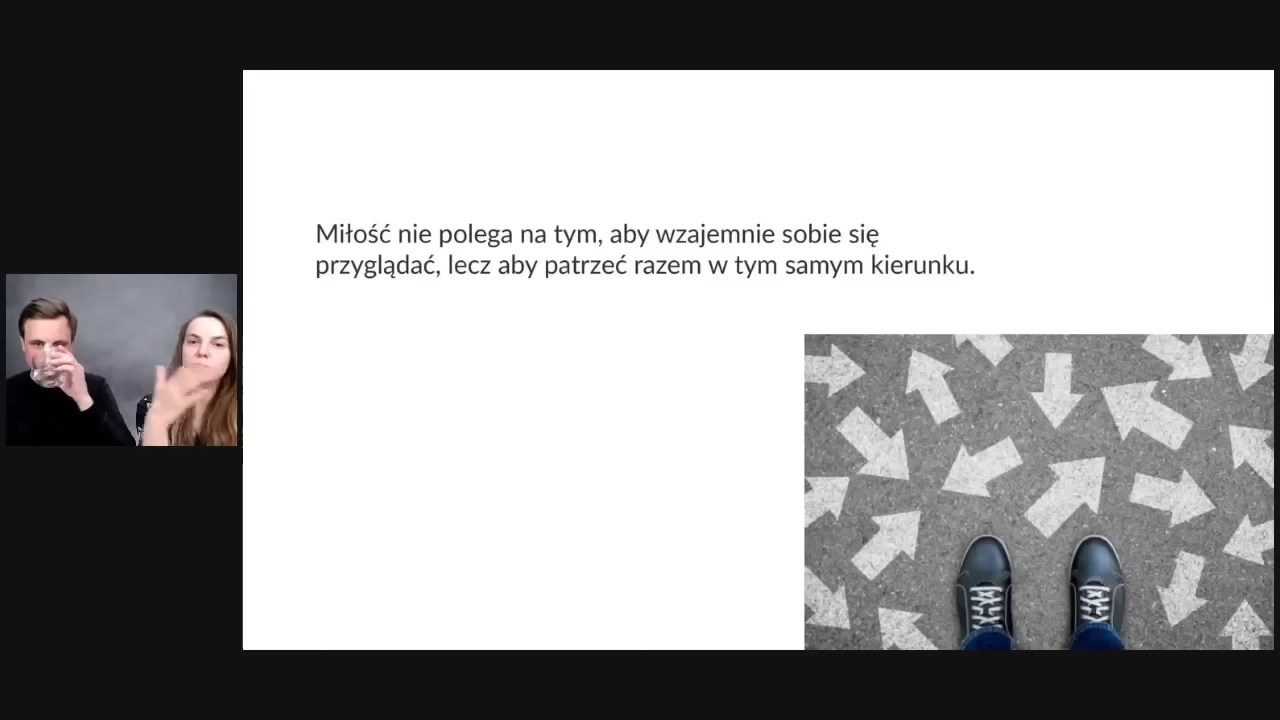 Miłość nie polega na tym, aby wzajemnie sobie się
przyglądać, lecz aby patrzeć razem w tym samym kierunku.